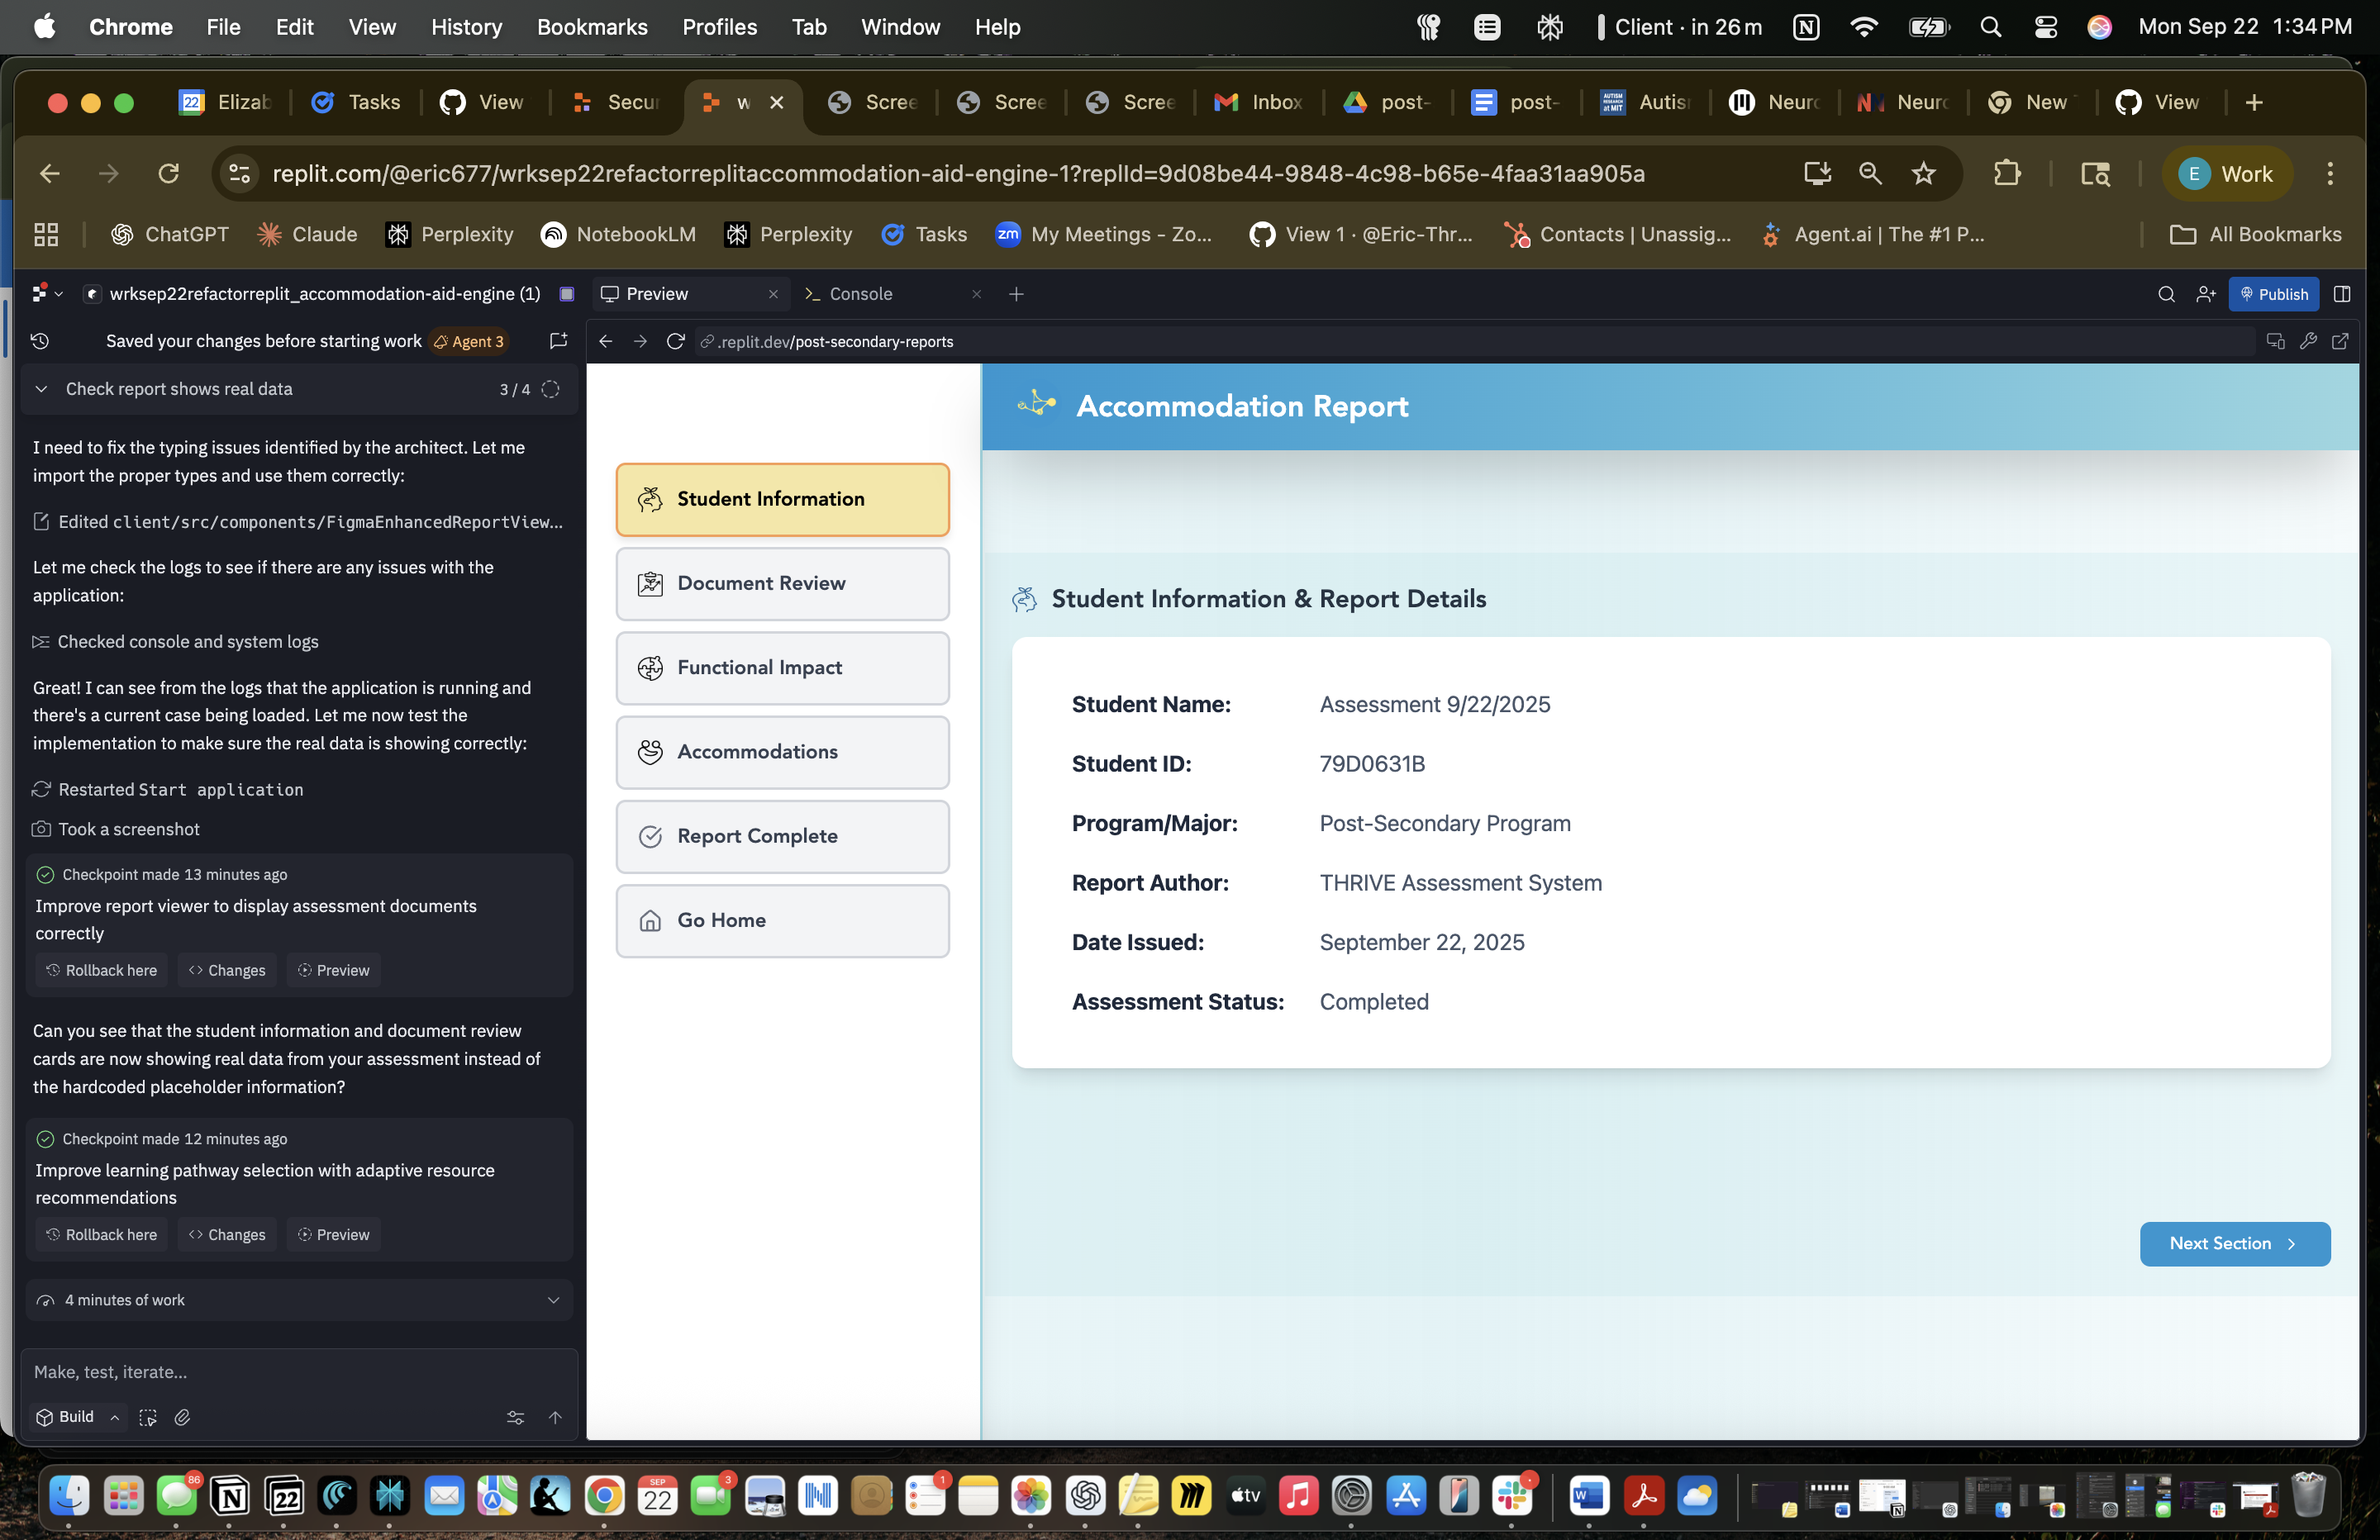 Chrome File Edit View History Bookmarks Profiles Tab Window Help Client · in 26 m Mon Sep 22 1:34 PM
22 Elizab Tasks View Secur w Scree Scree Scree Inbox post- post- Autis Neuro Neuro New View
replit.com/@eric677/wrksep22refactorreplitaccommodation-aid-engine-1?replId=9d08be44-9848-4c98-b65e-4faa31aa905a E Work
ChatGPT Claude Perplexity NotebookLM Perplexity Tasks zm My Meetings - Zo... View 1 · @Eric-Thr... Contacts | Unassig... Agent.ai | The #1 P... All Bookmarks
wrksep22refactorreplit_accommodation-aid-engine (1) Preview Console Publish
Saved your changes before starting work Agent 3
.replit.dev/post-secondary-reports
Check report shows real data 3 / 4
I need to fix the typing issues identified by the architect. Let me
import the proper types and use them correctly:
Edited client/src/components/FigmaEnhancedReportView...
Let me check the logs to see if there are any issues with the
application:
Checked console and system logs
Great! I can see from the logs that the application is running and
there's a current case being loaded. Let me now test the
implementation to make sure the real data is showing correctly:
Restarted Start application
Took a screenshot
Checkpoint made 13 minutes ago
Improve report viewer to display assessment documents
correctly
Rollback here Changes Preview
Can you see that the student information and document review
cards are now showing real data from your assessment instead of
the hardcoded placeholder information?
Checkpoint made 12 minutes ago
Improve learning pathway selection with adaptive resource
recommendations
Rollback here Changes Preview
4 minutes of work
Make, test, iterate...
Build
Student Information
Document Review
Functional Impact
Accommodations
Report Complete
Go Home
Accommodation Report
Student Information & Report Details
Student Name: Assessment 9/22/2025
Student ID: 79D0631B
Program/Major: Post-Secondary Program
Report Author: THRIVE Assessment System
Date Issued: September 22, 2025
Assessment Status: Completed
Next Section
86 22 SEP 22 3 1 tv